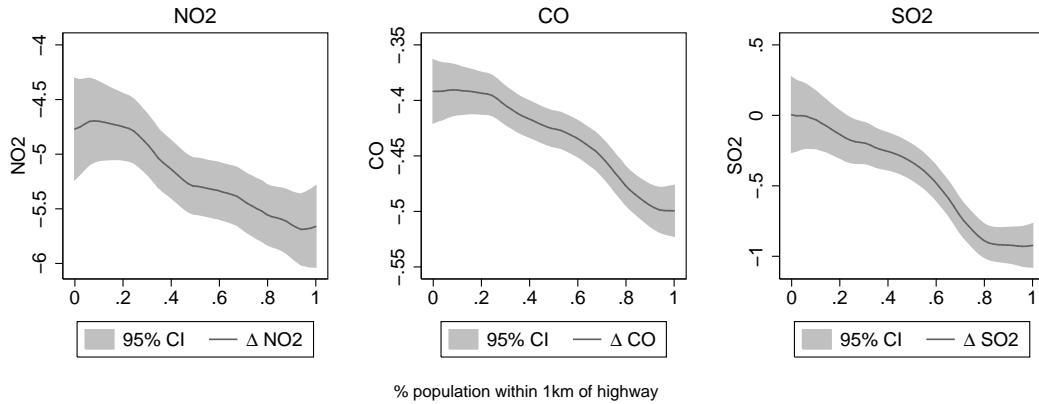 NO2
NO2
−4
−4.5
−5
−5.5
−6
0 .2 .4 .6 .8 1
95% CI Δ NO2
CO
CO
−.35
−.4
−.45
−.5
−.55
0 .2 .4 .6 .8 1
95% CI Δ CO
SO2
SO2
.5
0
−.5
−1
0 .2 .4 .6 .8 1
95% CI Δ SO2
% population within 1km of highway